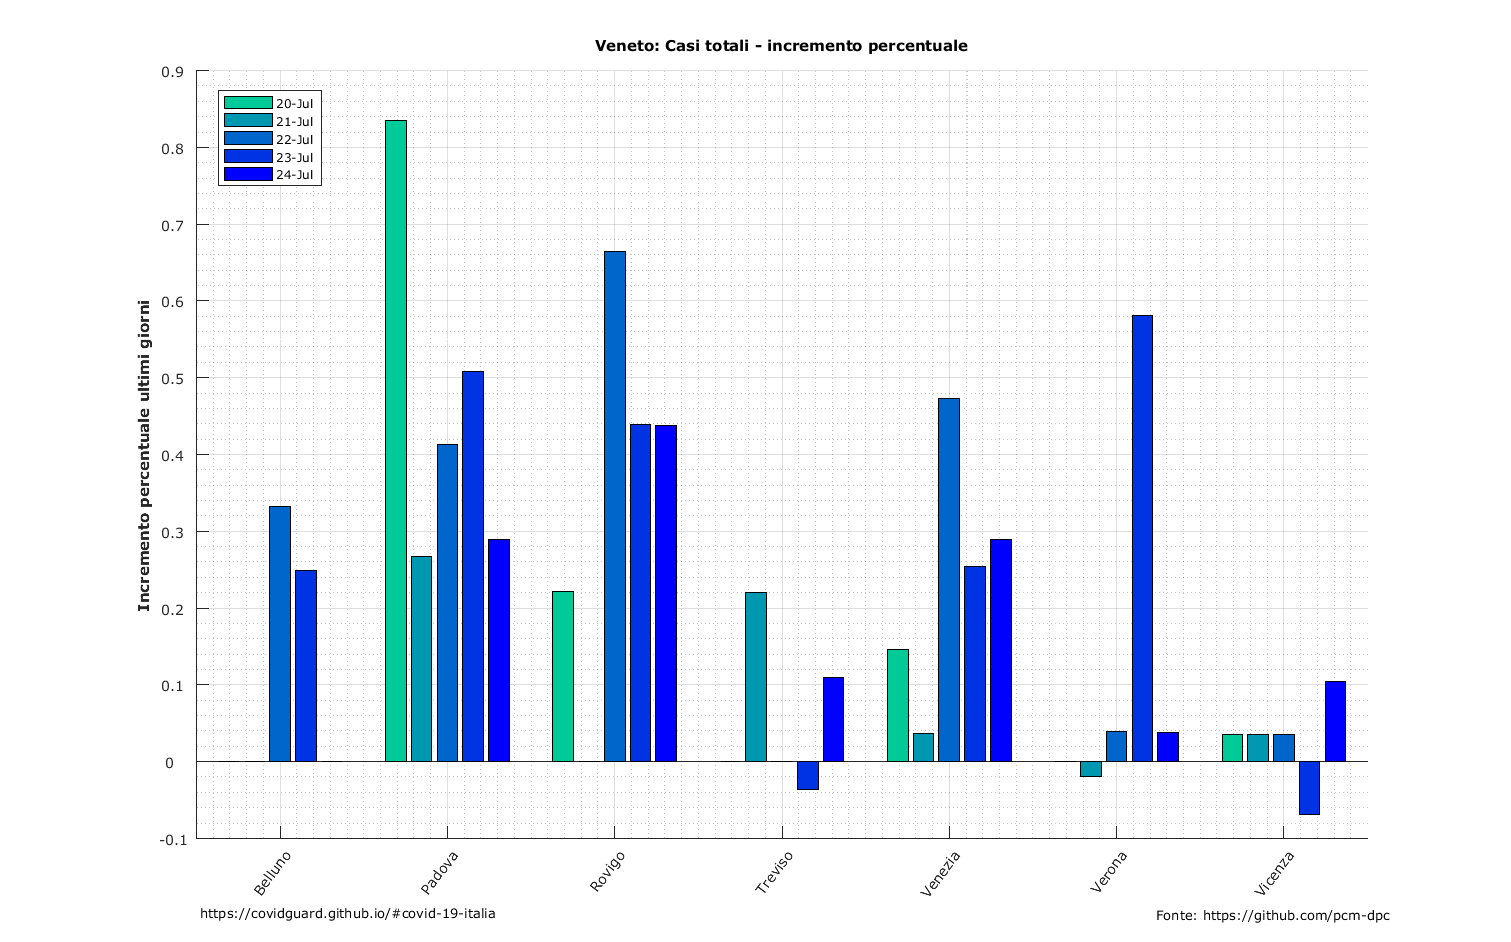 Veneto: Casi totali - incremento percentuale
0.9
0.8
0.7
0.6
0.5
0.4
0.3
0.2
0.1
0
-0.1
Incremento percentuale ultimi giorni
20-Jul
21-Jul
22-Jul
23-Jul
24-Jul
Belluno
Padova
Rovigo
Treviso
Venezia
Verona
Vicenza
https://covidguard.github.io/#covid-19-italia
Fonte: https://github.com/pcm-dpc